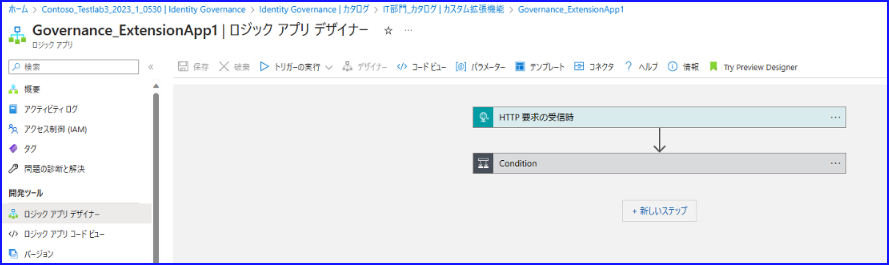 ホーム > Contoso_Testlab3_2023_1_0530 | Identity Governance > Identity Governance | カタログ > IT部門_カタログ | カスタム拡張機能 > Governance_ExtensionApp1
Governance_ExtensionApp1 | ロジック アプリ デザイナー ☆ ···
ロジック アプリ
検索 «
保存 破棄 トリガーの実行 デザイナー コード ビュー パラメーター テンプレート コネクタ ヘルプ 情報 Try Preview Designer
概要
アクティビティ ログ
アクセス制御 (IAM)
タグ
問題の診断と解決
開発ツール
ロジック アプリ デザイナー
ロジック アプリ コード ビュー
バージョン
HTTP 要求の受信時 ···
Condition ···
+ 新しいステップ